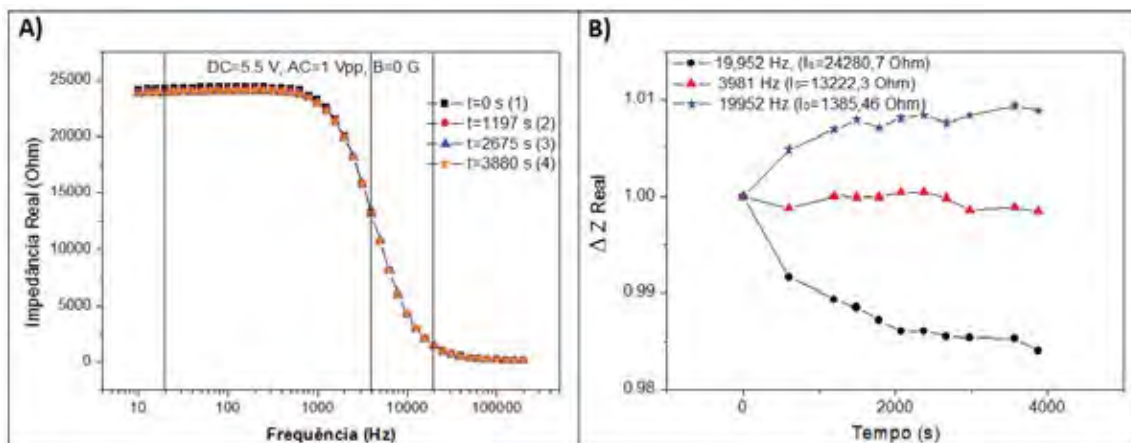 A)
DC=5.5 V, AC=1 Vpp, B=0 G
t=0 s (1)
t=1197 s (2)
t=2675 s (3)
t=3880 s (4)
25000
20000
15000
10000
5000
0
Impedância Real (Ohm)
10
100
1000
10000
100000
Frequência (Hz)
B)
19,952 Hz, (I₀=24280,7 Ohm)
3981 Hz (I₀=13222,3 Ohm)
19952 Hz (I₀=1385,46 Ohm)
1.01
1.00
0.99
0.98
Δ Z Real
0
2000
4000
Tempo (s)